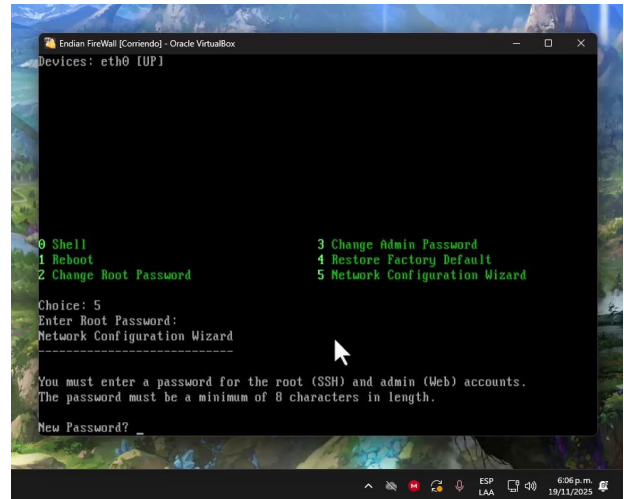 Endian FireWall [Corriendo] - Oracle VirtualBox
Devices: eth0 [UP]
0 Shell
1 Reboot
2 Change Root Password
3 Change Admin Password
4 Restore Factory Default
5 Network Configuration Wizard
Choice: 5
Enter Root Password:
Network Configuration Wizard
----------------------------
You must enter a password for the root (SSH) and admin (Web) accounts.
The password must be a minimum of 8 characters in length.
New Password? _
ESP
LAA
6:06 p. m.
19/11/2025